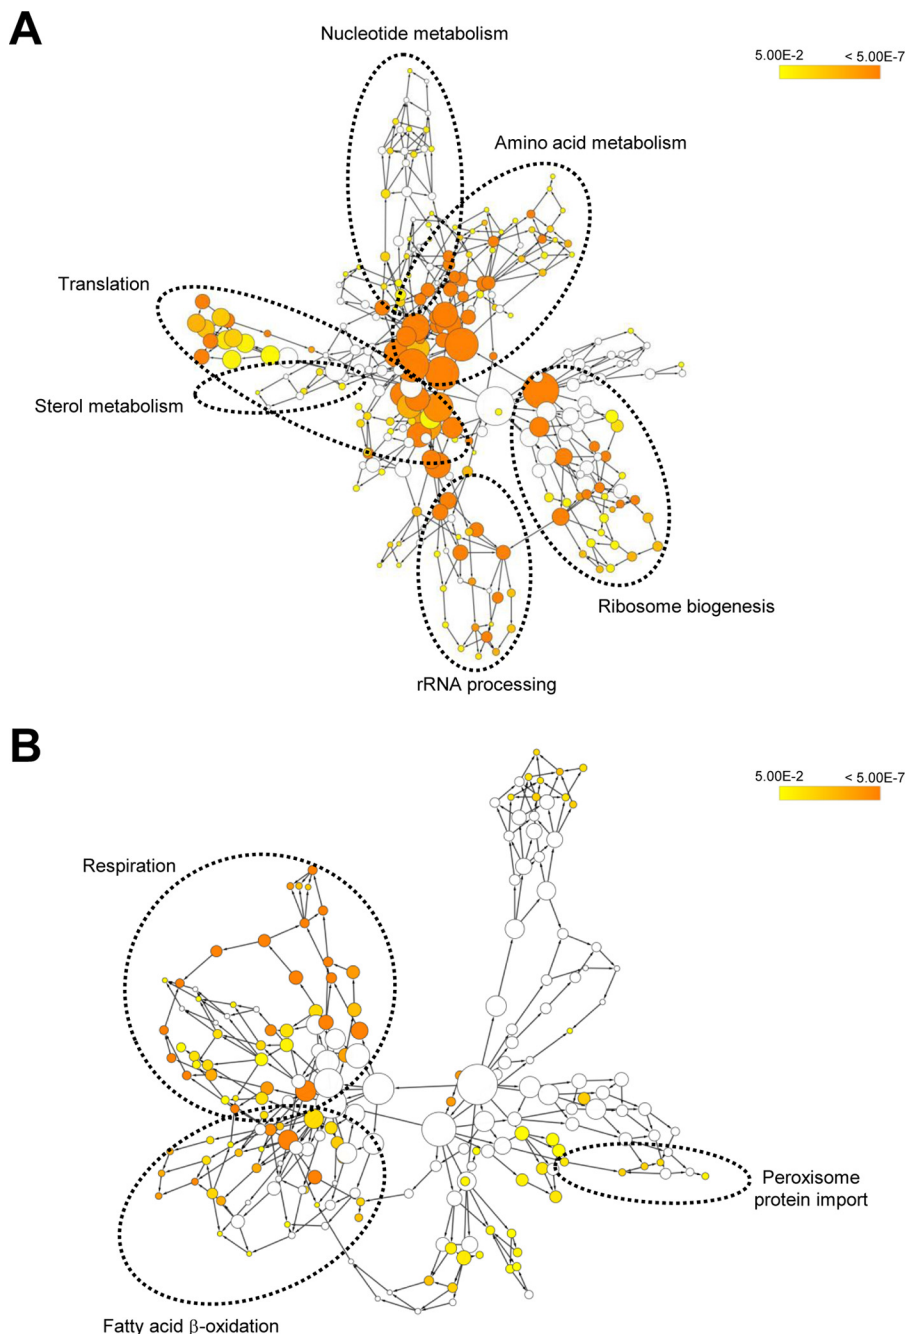 A
Nucleotide metabolism
5.00E-2
< 5.00E-7
Amino acid metabolism
Translation
Sterol metabolism
Ribosome biogenesis
rRNA processing
B
5.00E-2
< 5.00E-7
Respiration
Peroxisome
protein import
Fatty acid β-oxidation